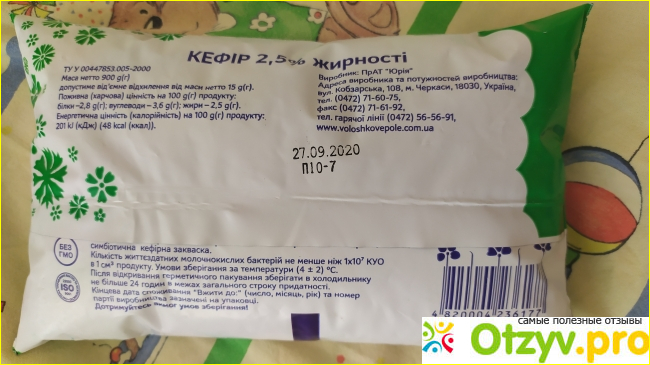 КЕФІР 2,5% жирності
ТУ У 00447853.005-2000
Маса нетто 900 g(г)
допустиме від'ємне відхилення від маси нетто 15 g(г).
Поживна (харчова) цінність на 100 g(г) продукту:
білки –2,8 g(г); вуглеводи – 3,6 g(г); жири – 2,5 g(г).
Енергетична цінність (калорійність) на 100 g(г) продукту:
201 kJ (кДж) (48 kcal (ккал)).
Виробник: ПрАТ "Юрія"
Адреса виробника та потужностей виробництва:
вул. Кобзарська, 108, м. Черкаси, 18030, Україна,
тел. (0472) 71-60-75,
факс (0472) 71-61-92,
тел. гарячої лінії (0472) 56-56-91,
www.voloshkovepole.com.ua
27.09.2020
П10-7
БЕЗ
ГМО
ISO
симбіотична кефірна закваска.
Кількість життєздатних молочнокислих бактерій не менше ніж 1x10⁷ КУО
в 1 см³ продукту. Умови зберігання за температури (4 ± 2) °С.
Після відкривання герметичного пакування зберігати в холодильнику
не більше 24 годин в межах загального строку придатності.
Кінцева дата споживання "Вжити до:" (число, місяць, рік) та номер
партії виробництва зазначені на упаковці.
Дотримуйтесь вимог умов зберігання!
4 820004 236177
самые полезные отзывы
Otzyv.pro